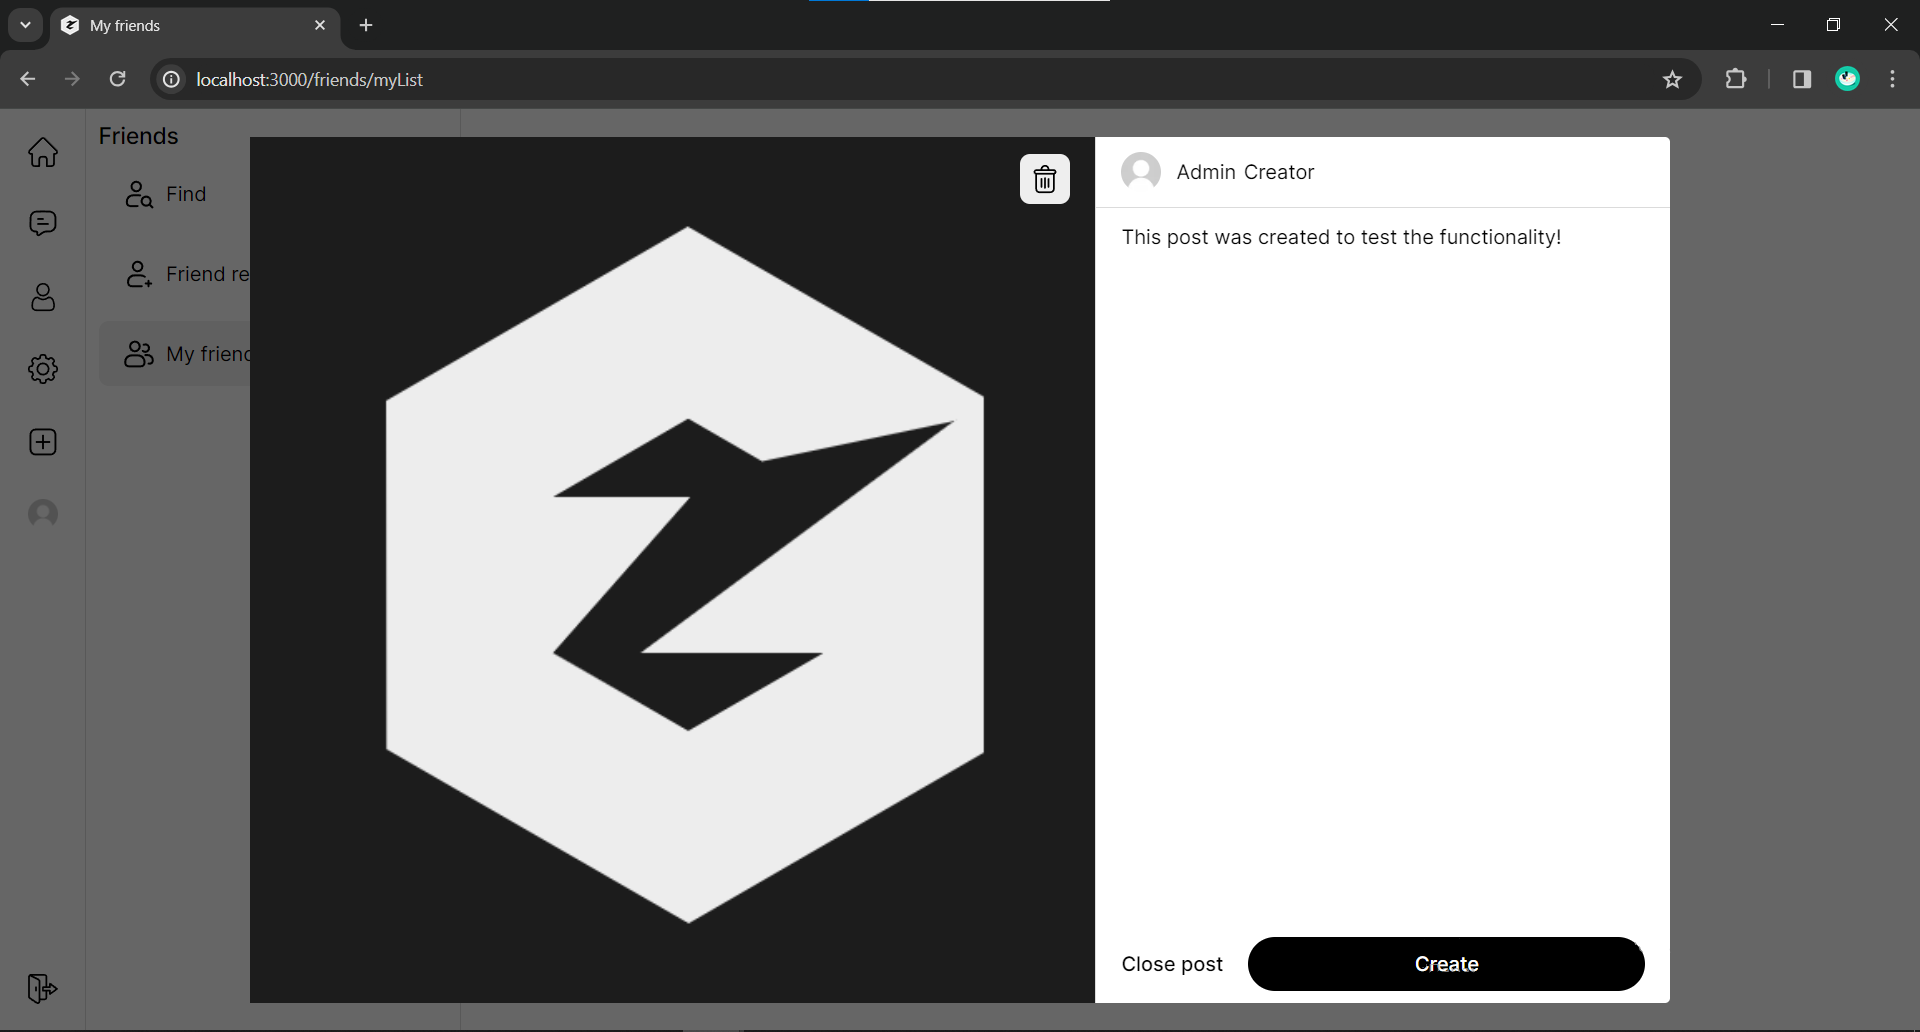 My friends
localhost:3000/friends/myList
Friends
Find
Friend re
My frienc
Admin Creator
This post was created to test the functionality!
Close post
Create